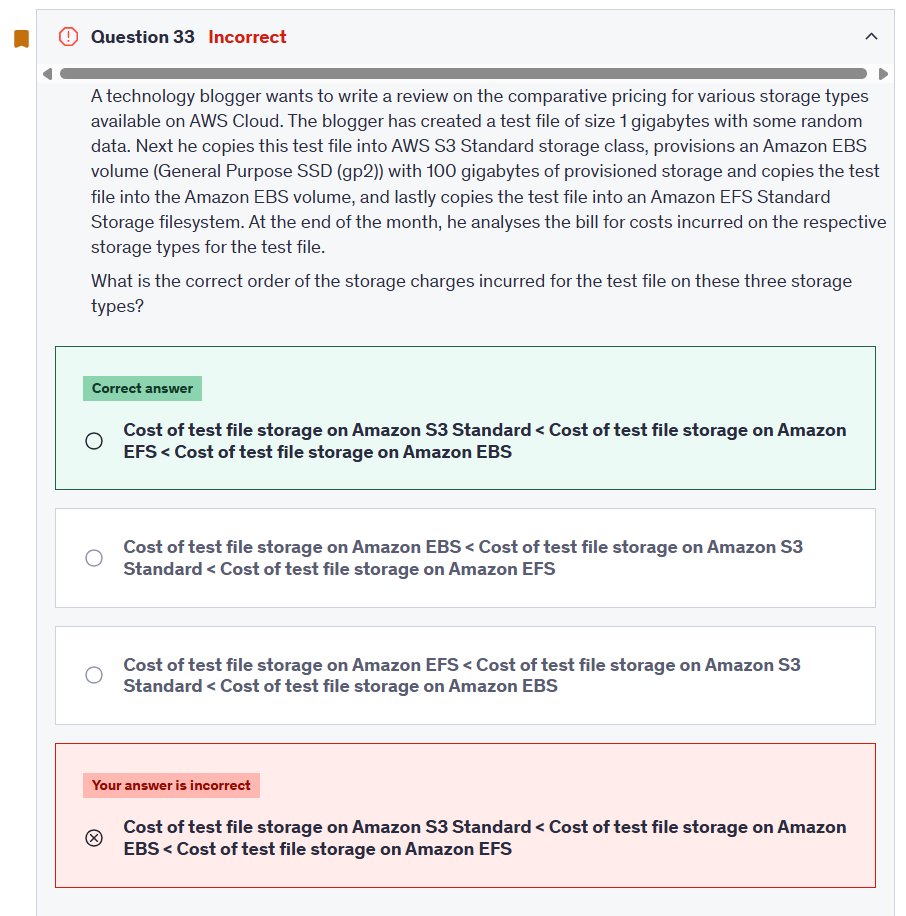 Question 33 Incorrect
A technology blogger wants to write a review on the comparative pricing for various storage types
available on AWS Cloud. The blogger has created a test file of size 1 gigabytes with some random
data. Next he copies this test file into AWS S3 Standard storage class, provisions an Amazon EBS
volume (General Purpose SSD (gp2)) with 100 gigabytes of provisioned storage and copies the test
file into the Amazon EBS volume, and lastly copies the test file into an Amazon EFS Standard
Storage filesystem. At the end of the month, he analyses the bill for costs incurred on the respective
storage types for the test file.
What is the correct order of the storage charges incurred for the test file on these three storage
types?
Correct answer
Cost of test file storage on Amazon S3 Standard < Cost of test file storage on Amazon
EFS < Cost of test file storage on Amazon EBS
Cost of test file storage on Amazon EBS < Cost of test file storage on Amazon S3
Standard < Cost of test file storage on Amazon EFS
Cost of test file storage on Amazon EFS < Cost of test file storage on Amazon S3
Standard < Cost of test file storage on Amazon EBS
Your answer is incorrect
Cost of test file storage on Amazon S3 Standard < Cost of test file storage on Amazon
EBS < Cost of test file storage on Amazon EFS